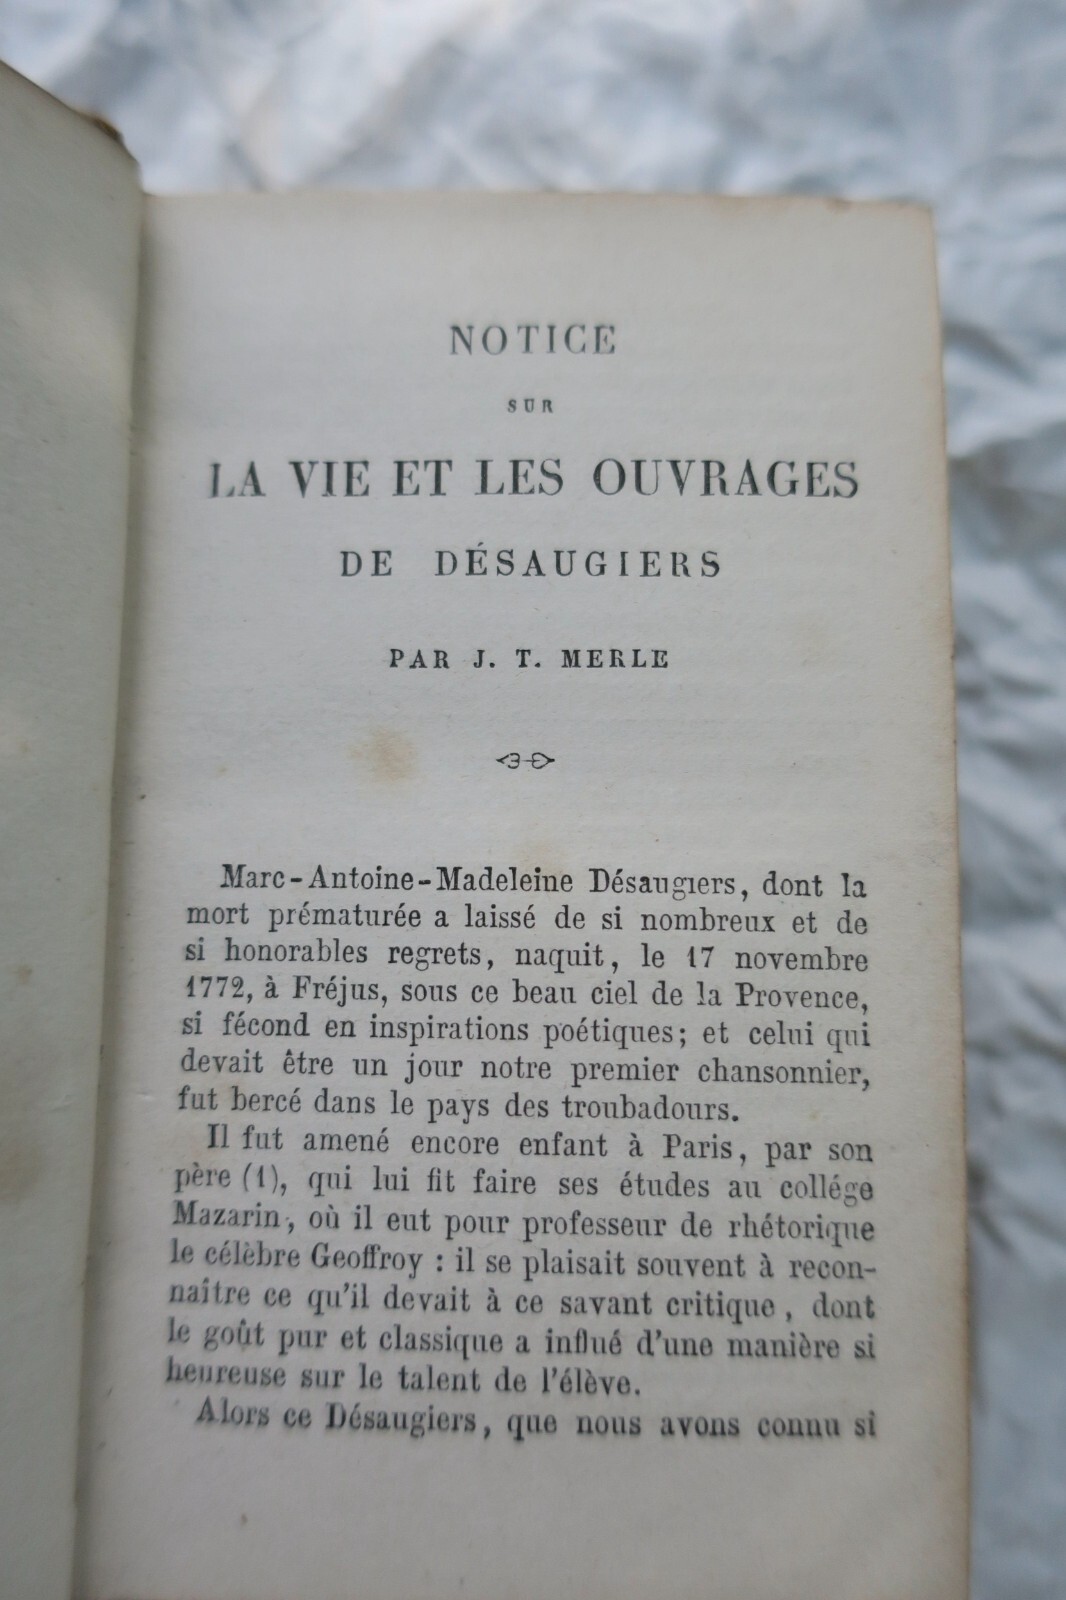 NOTICE
SUR
LA VIE ET LES OUVRAGES
DE DÉSAUGIERS
PAR J. T. MERLE
Marc-Antoine-Madeleine Désaugiers, dont la
mort prématurée a laissé de si nombreux et de
si honorables regrets, naquit, le 17 novembre
1772, à Fréjus, sous ce beau ciel de la Provence,
si fécond en inspirations poétiques; et celui qui
devait être un jour notre premier chansonnier,
fut bercé dans le pays des troubadours.
Il fut amené encore enfant à Paris, par son
père (1), qui lui fit faire ses études au collége
Mazarin, où il eut pour professeur de rhétorique
le célèbre Geoffroy : il se plaisait souvent à recon-
naître ce qu'il devait à ce savant critique, dont
le goût pur et classique a influé d'une manière si
heureuse sur le talent de l'élève.
Alors ce Désaugiers, que nous avons connu si